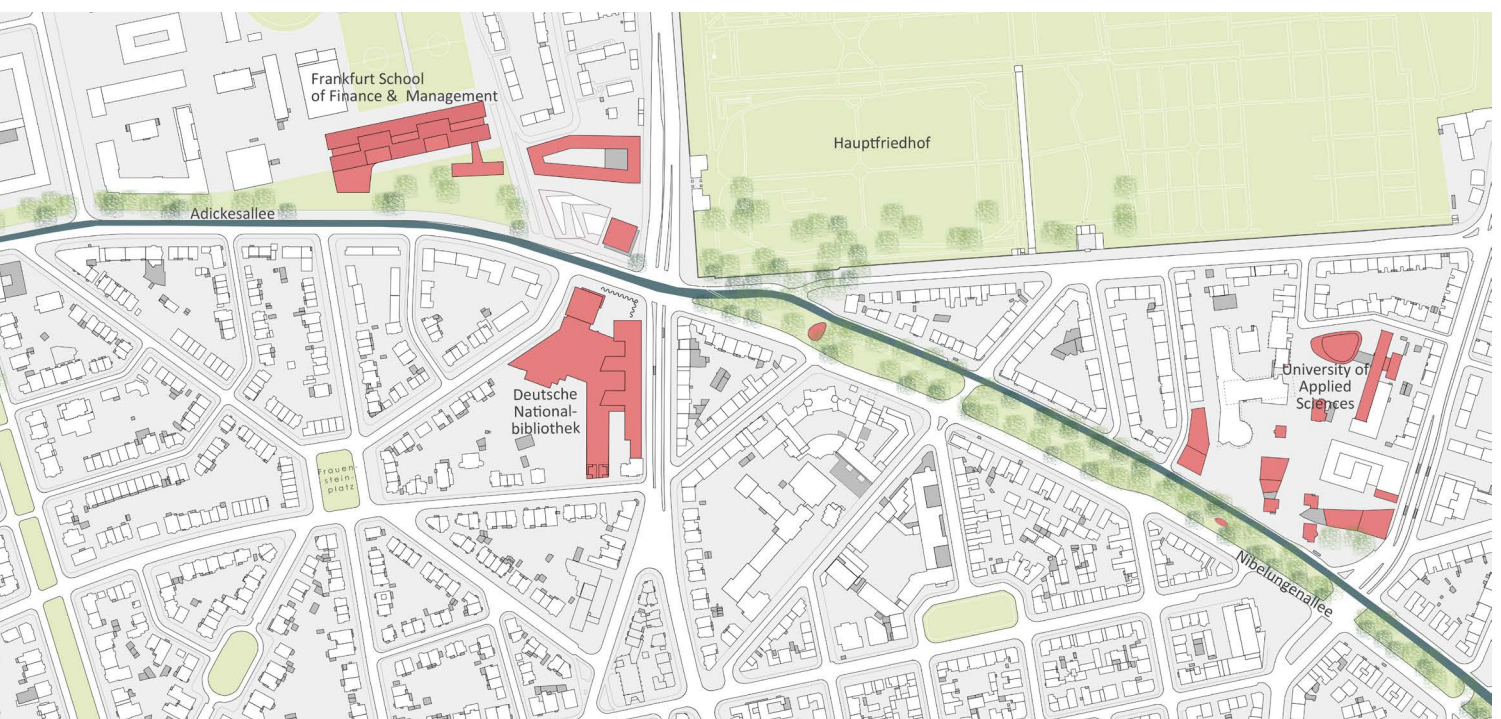 Frankfurt School
of Finance & Management
Hauptfriedhof
Adickesallee
University of
Applied
Sciences
Deutsche
National-
bibliothek
Frauen
stein-
platz
Nibelungenallee